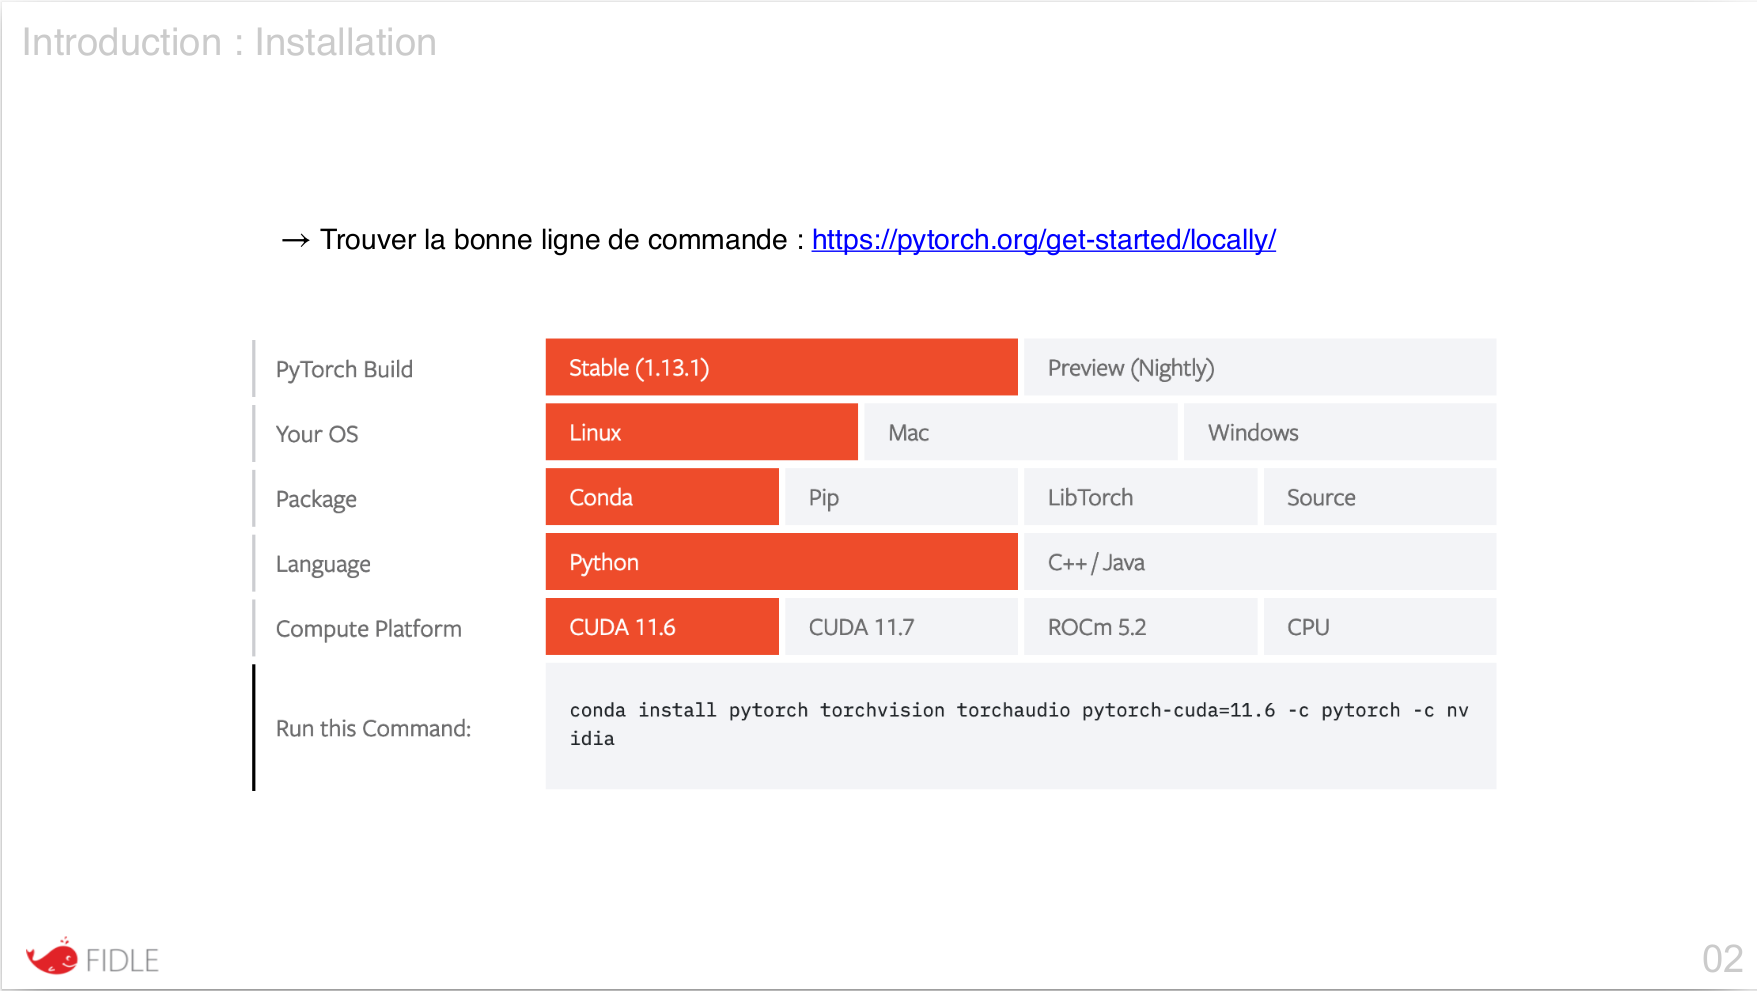 Introduction : Installation
→ Trouver la bonne ligne de commande : https://pytorch.org/get-started/locally/
PyTorch Build Stable (1.13.1) Preview (Nightly)
Your OS Linux Mac Windows
Package Conda Pip LibTorch Source
Language Python C++ / Java
Compute Platform CUDA 11.6 CUDA 11.7 ROCm 5.2 CPU
Run this Command:
conda install pytorch torchvision torchaudio pytorch-cuda=11.6 -c pytorch -c nv
idia
FIDLE
02